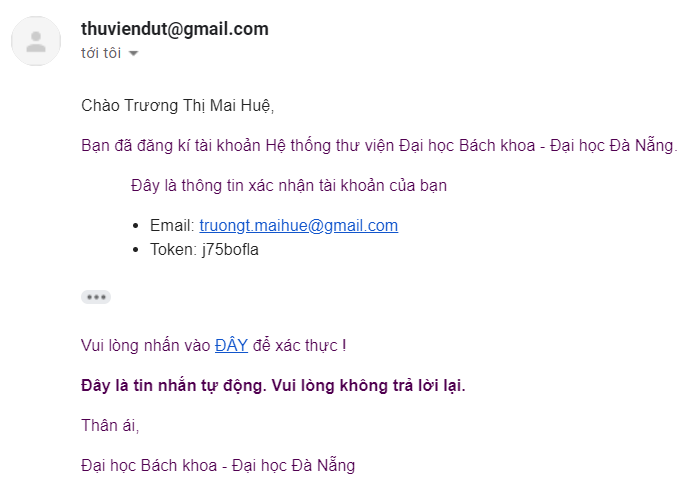 thuviendut@gmail.com
tới tôi
Chào Trương Thị Mai Huệ,
Bạn đã đăng kí tài khoản Hệ thống thư viện Đại học Bách khoa - Đại học Đà Nẵng.
Đây là thông tin xác nhận tài khoản của bạn
• Email: truongt.maihue@gmail.com
• Token: j75bofla
Vui lòng nhấn vào ĐÂY để xác thực !
Đây là tin nhắn tự động. Vui lòng không trả lời lại.
Thân ái,
Đại học Bách khoa - Đại học Đà Nẵng